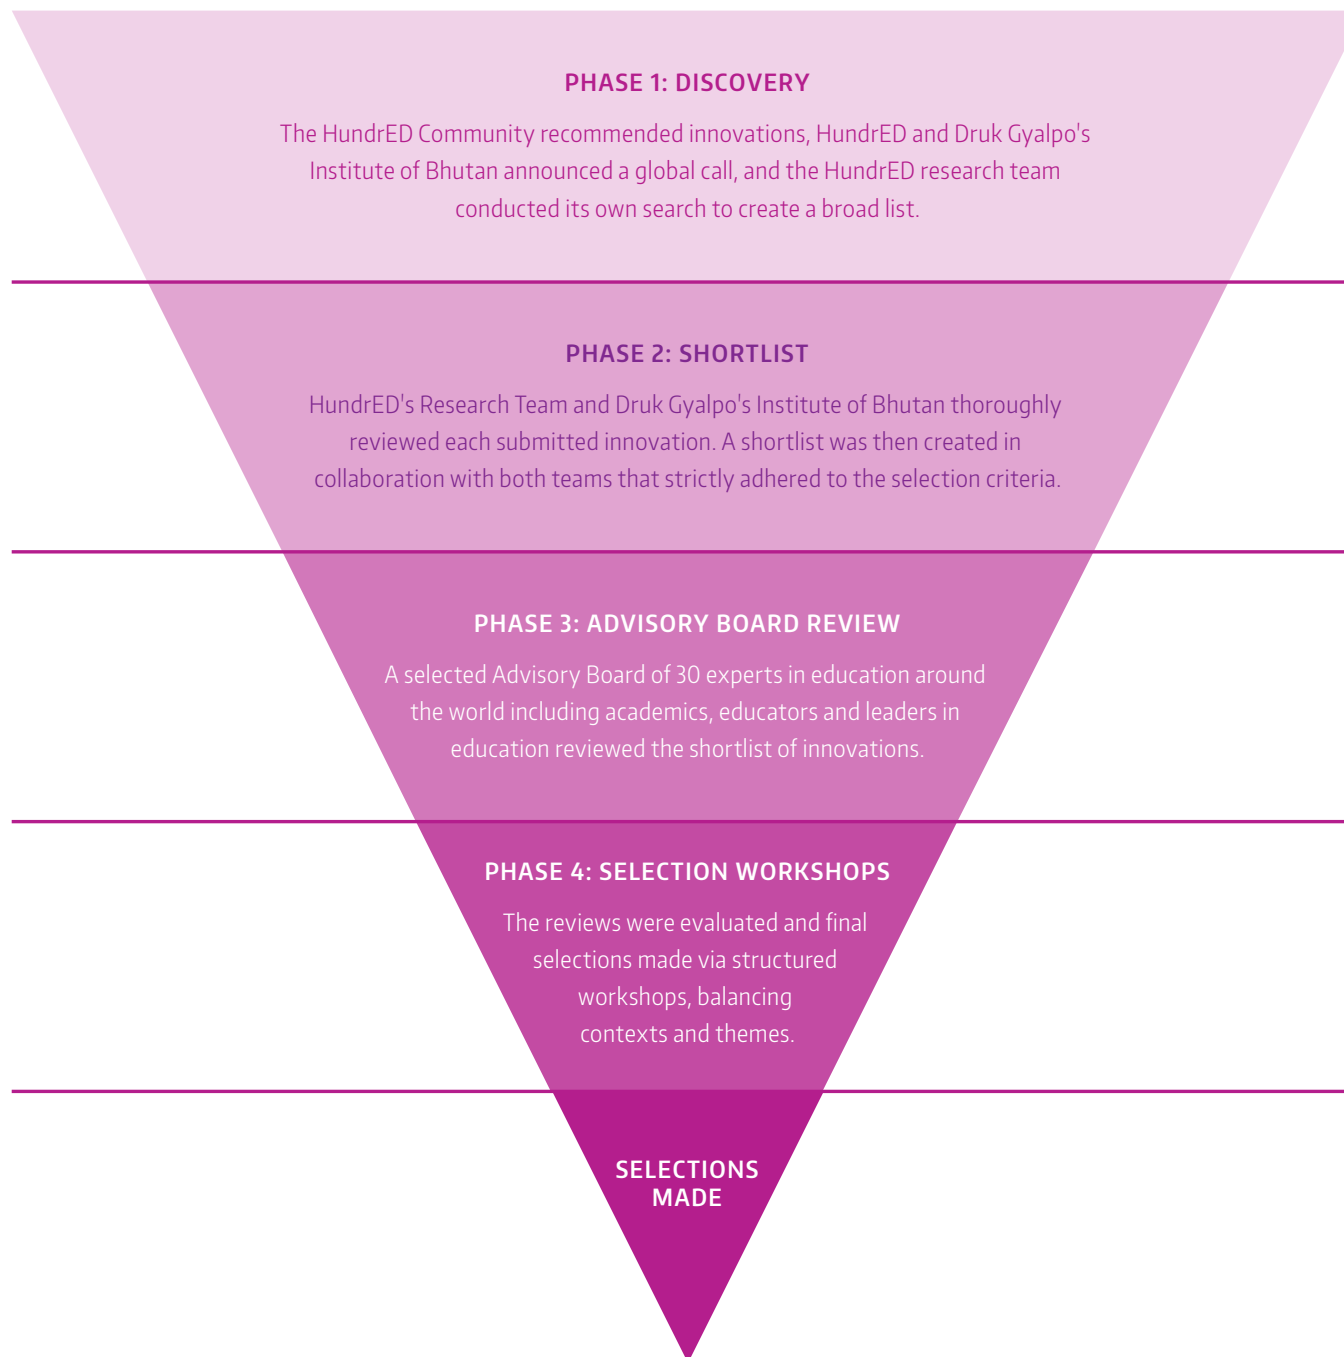 PHASE 1: DISCOVERY
The HundrED Community recommended innovations, HundrED and Druk Gyalpo's
Institute of Bhutan announced a global call, and the HundrED research team
conducted its own search to create a broad list.
PHASE 2: SHORTLIST
HundrED's Research Team and Druk Gyalpo's Institute of Bhutan thoroughly
reviewed each submitted innovation. A shortlist was then created in
collaboration with both teams that strictly adhered to the selection criteria.
PHASE 3: ADVISORY BOARD REVIEW
A selected Advisory Board of 30 experts in education around
the world including academics, educators and leaders in
education reviewed the shortlist of innovations.
PHASE 4: SELECTION WORKSHOPS
The reviews were evaluated and final
selections made via structured
workshops, balancing
contexts and themes.
SELECTIONS
MADE